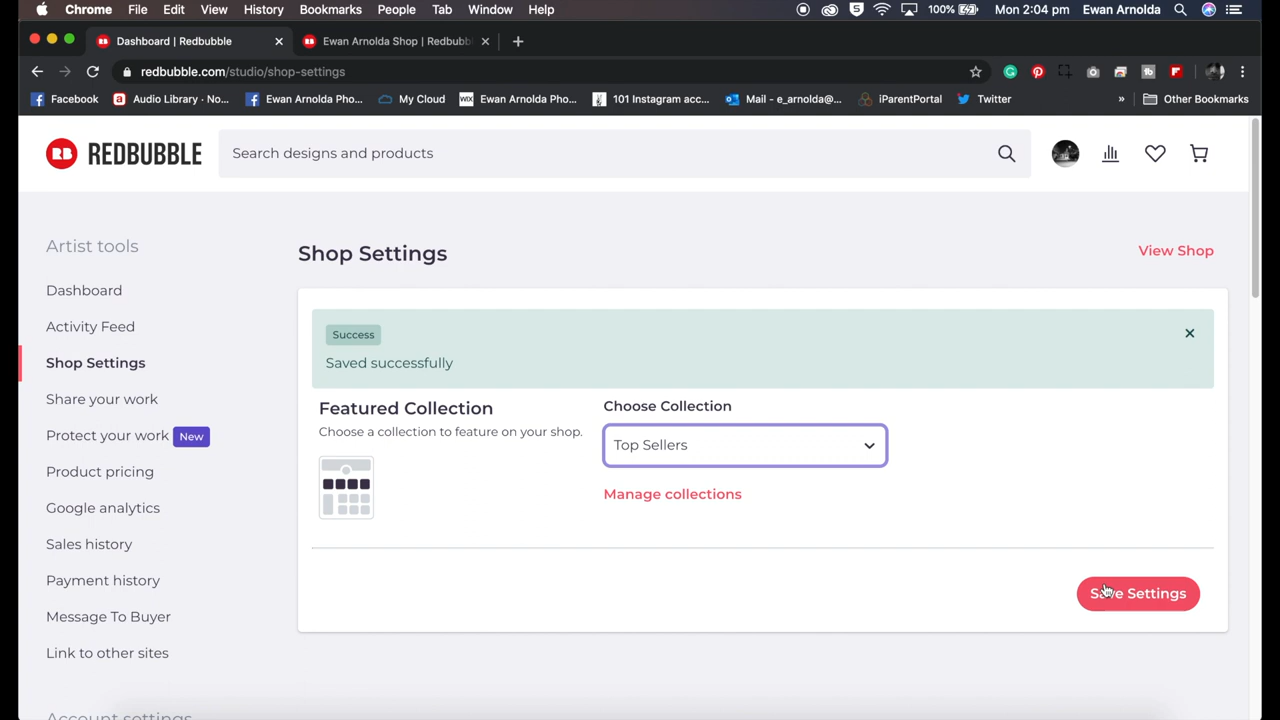 Chrome File Edit View History Bookmarks People Tab Window Help 100% Mon 2:04 pm Ewan Arnolda
Dashboard | Redbubble Ewan Arnolda Shop | Redbubb
redbubble.com/studio/shop-settings
Facebook Audio Library - No... Ewan Arnolda Pho... My Cloud WIX Ewan Arnolda Pho... 101 Instagram acc... Mail - e_arnolda@... iParentPortal Twitter » Other Bookmarks
RB REDBUBBLE Search designs and products
Artist tools
Dashboard
Activity Feed
Shop Settings
Share your work
Protect your work New
Product pricing
Google analytics
Sales history
Payment history
Message To Buyer
Link to other sites
Account settings
Shop Settings View Shop
Success
Saved successfully
Featured Collection
Choose a collection to feature on your shop.
Choose Collection
Top Sellers
Manage collections
Save Settings